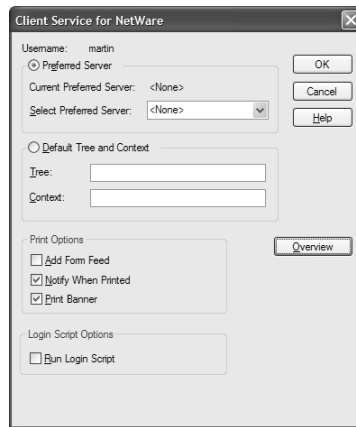 Client Service for NetWare
Username: martin
Preferred Server
Current Preferred Server: <None>
Select Preferred Server: <None>
Default Tree and Context
Tree:
Context:
Print Options
Add Form Feed
Notify When Printed
Print Banner
Login Script Options
Run Login Script
OK
Cancel
Help
Overview